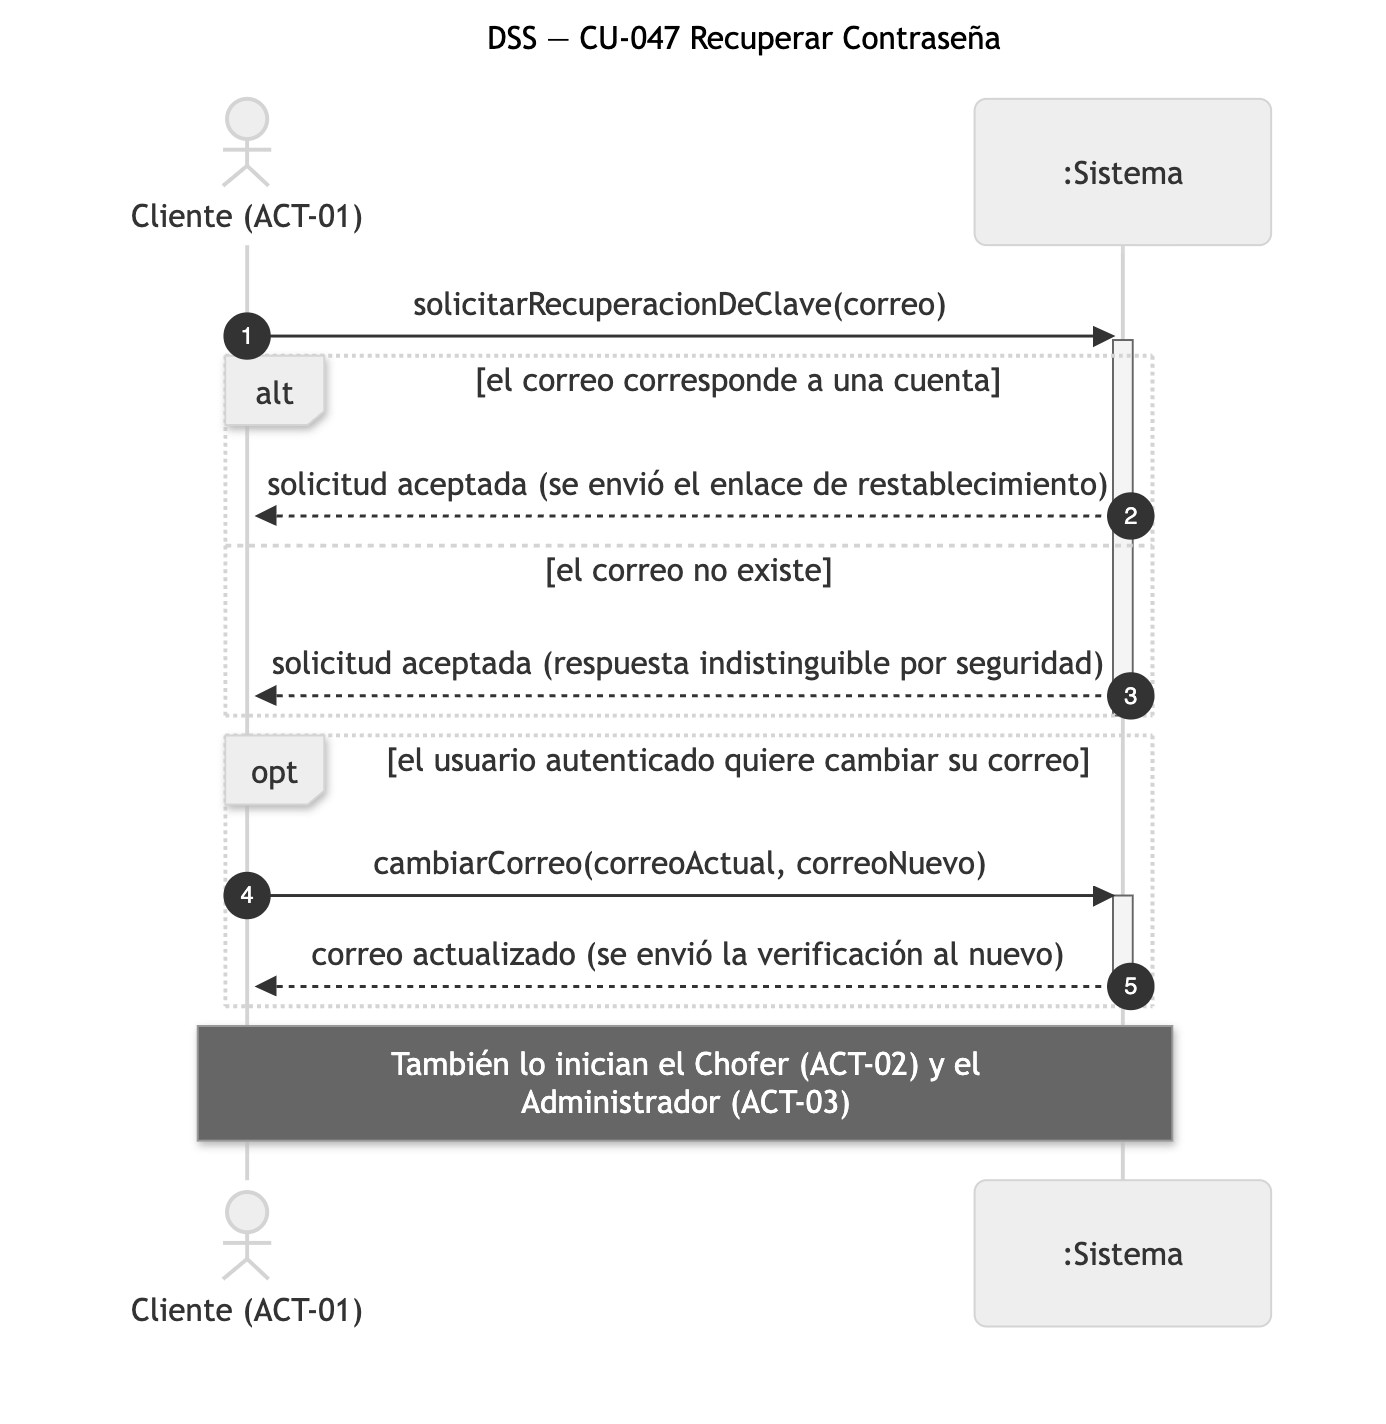 DSS — CU-047 Recuperar Contraseña
Cliente (ACT-01)
:Sistema
solicitarRecuperacionDeClave(correo)
1
alt
[el correo corresponde a una cuenta]
solicitud aceptada (se envió el enlace de restablecimiento)
2
[el correo no existe]
solicitud aceptada (respuesta indistinguible por seguridad)
3
opt
[el usuario autenticado quiere cambiar su correo]
cambiarCorreo(correoActual, correoNuevo)
4
correo actualizado (se envió la verificación al nuevo)
5
También lo inician el Chofer (ACT-02) y el
Administrador (ACT-03)
Cliente (ACT-01)
:Sistema